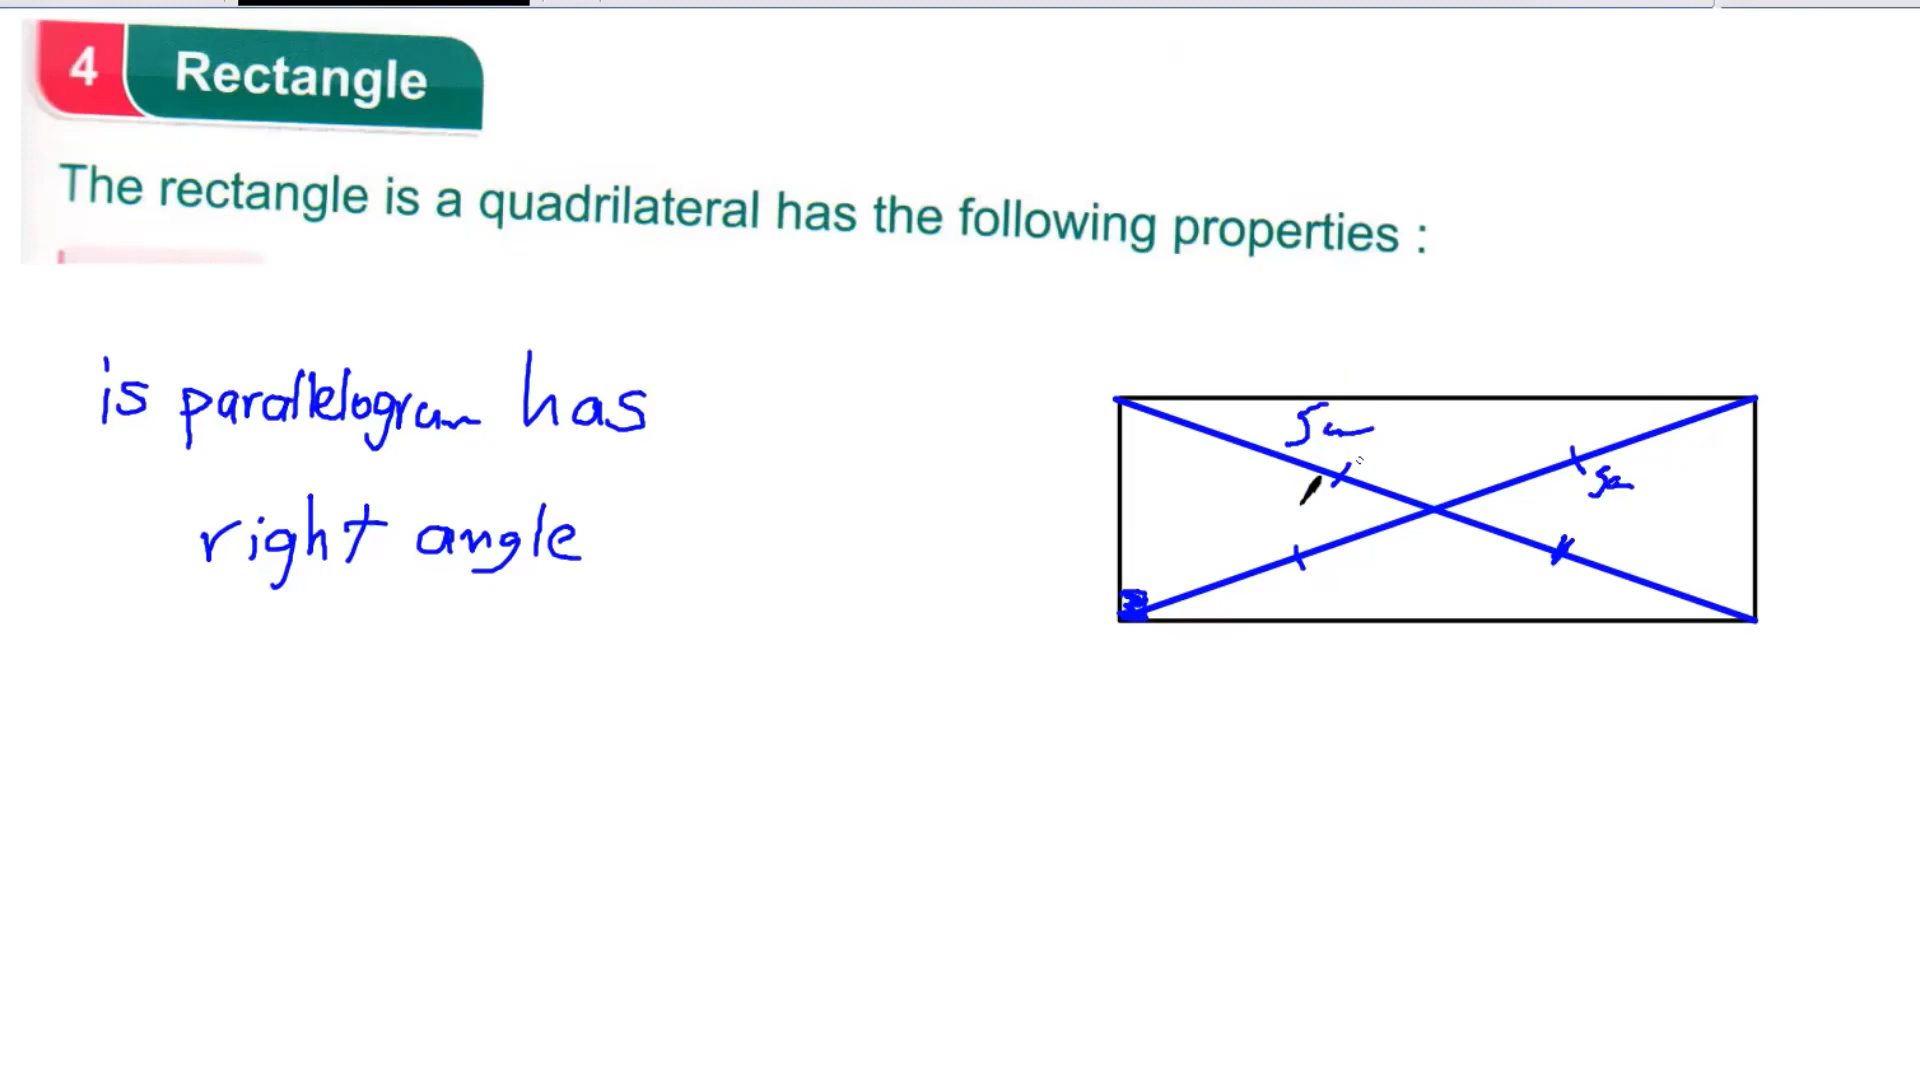 4 Rectangle
The rectangle is a quadrilateral has the following properties :
is parallelogram has
right angle
5cm
5cm